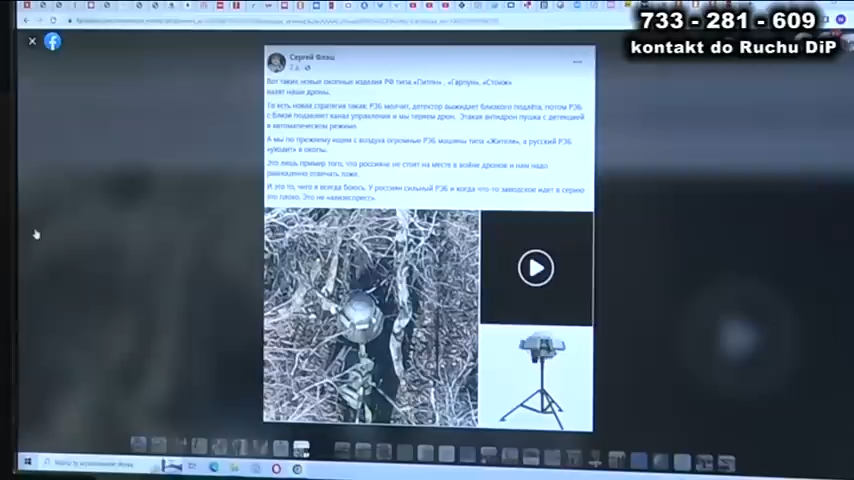 733 - 281 - 609
kontakt do Ruchu DiP
Сергей Флэш
Вот такие новые окопные изделия РФ типа «Питон», «Гарпун», «Стриж»
валят наши дроны.
То есть новая стратегия такая: РЭБ молчит, детектор выжидает близкого подлёта, потом РЭБ
с близи подавляет канал управления и мы теряем дрон. Этакая антидрон пушка с детекцией
в автоматическом режиме.
А мы по прежнему ищем с воздуха огромные РЭБ машины типа «Житель», а русский РЭБ
«уходит» в окопы.
Это лишь пример того, что россияне не стоят на месте в войне дронов и нам надо
равноценно отвечать тоже.
И это то, чего я всегда боюсь. У россиян сильный РЭБ и когда что-то заводское идет в серию
это плохо. Это не «алиэкспресс».